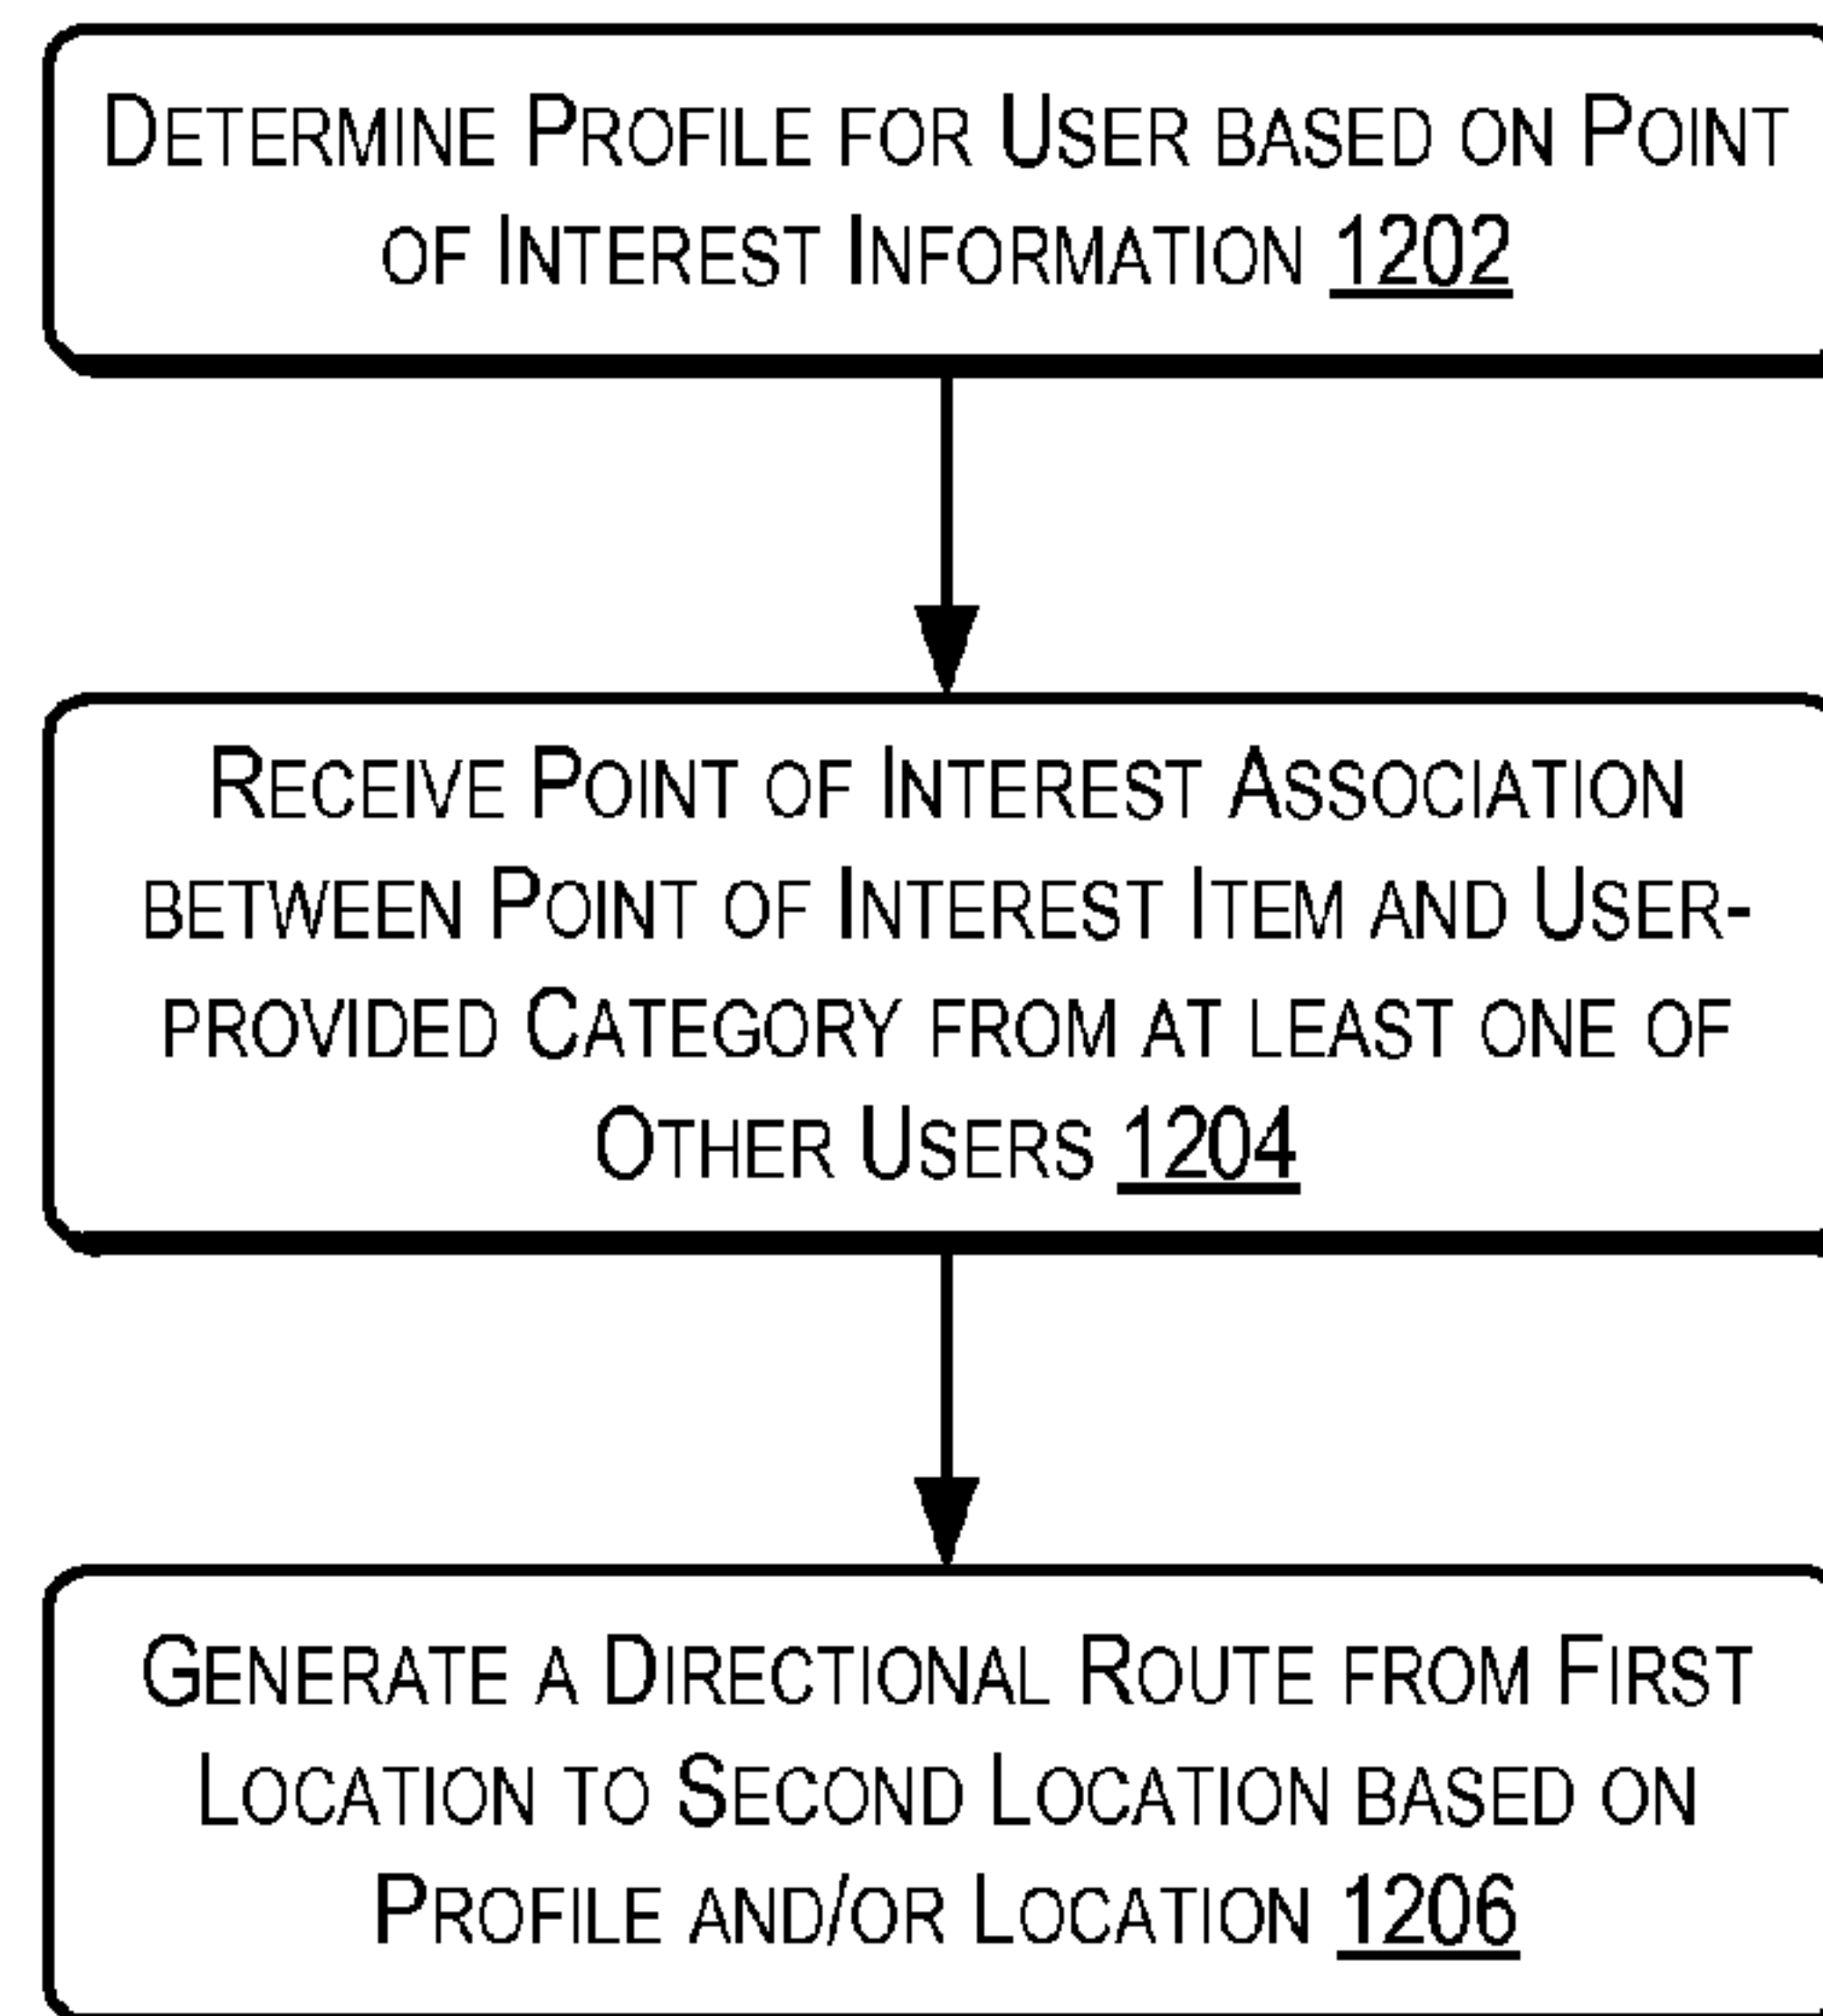 DETERMINE PROFILE FOR USER BASED ON POINT
OF INTEREST INFORMATION 1202
RECEIVE POINT OF INTEREST ASSOCIATION
BETWEEN POINT OF INTEREST ITEM AND USER-
PROVIDED CATEGORY FROM AT LEAST ONE OF
OTHER USERS 1204
GENERATE A DIRECTIONAL ROUTE FROM FIRST
LOCATION TO SECOND LOCATION BASED ON
PROFILE AND/OR LOCATION 1206